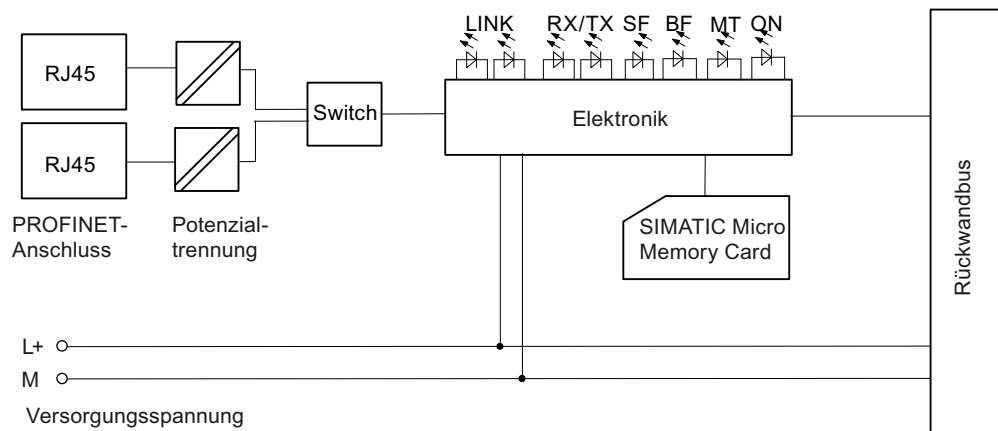 LINK RX/TX SF BF MT ON
RJ45
Switch
Elektronik
RJ45
PROFINET-
Anschluss
Potenzial-
trennung
SIMATIC Micro
Memory Card
Rückwandbus
L+
M
Versorgungsspannung